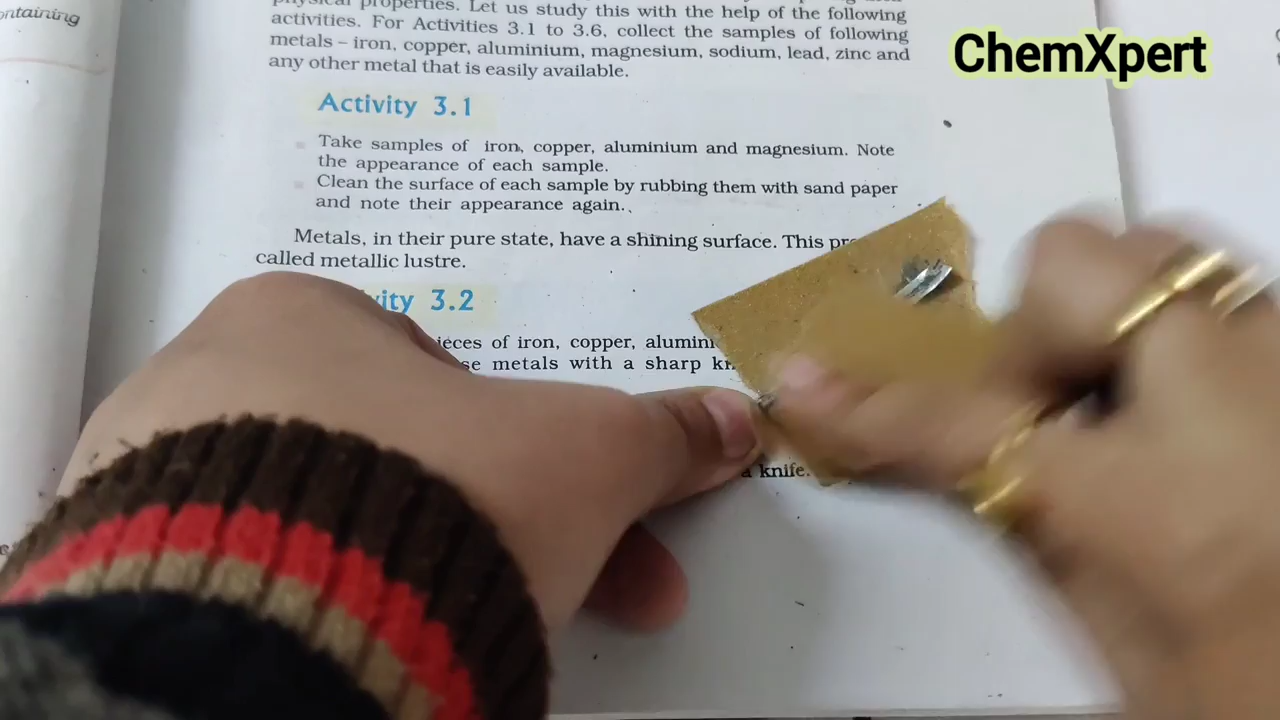 ontaining
ChemXpert
physical properties. Let us study this with the help of the following
activities. For Activities 3.1 to 3.6, collect the samples of following
metals – iron, copper, aluminium, magnesium, sodium, lead, zinc and
any other metal that is easily available.
Activity 3.1
Take samples of iron, copper, aluminium and magnesium. Note
the appearance of each sample.
Clean the surface of each sample by rubbing them with sand paper
and note their appearance again.
Metals, in their pure state, have a shining surface. This pr
called metallic lustre.
vity 3.2
ieces of iron, copper, alumin
se metals with a sharp kn
a knife.